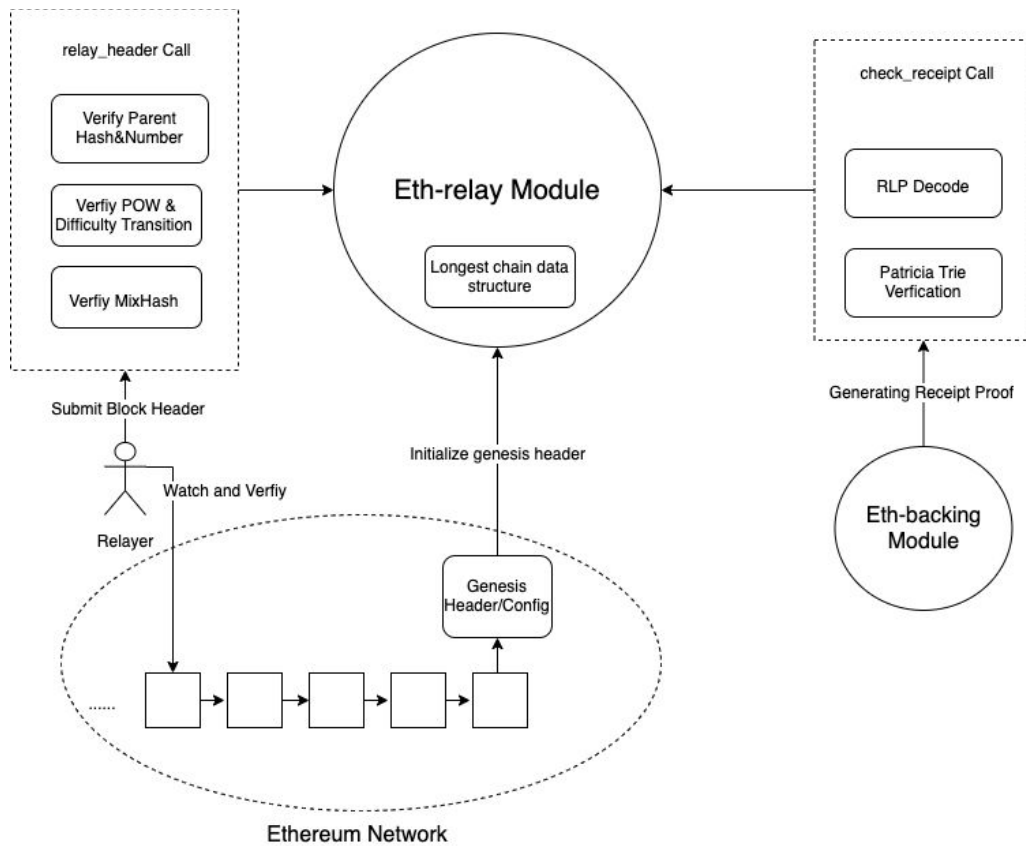 relay_header Call
Verify Parent
Hash&Number
Verfiy POW &
Difficulty Transition
Verfiy MixHash
Eth-relay Module
Longest chain data
structure
check_receipt Call
RLP Decode
Patricia Trie
Verfication
Submit Block Header
Generating Receipt Proof
Initialize genesis header
Watch and Verfiy
Relayer
Eth-backing
Module
Genesis
Header/Config
......
Ethereum Network